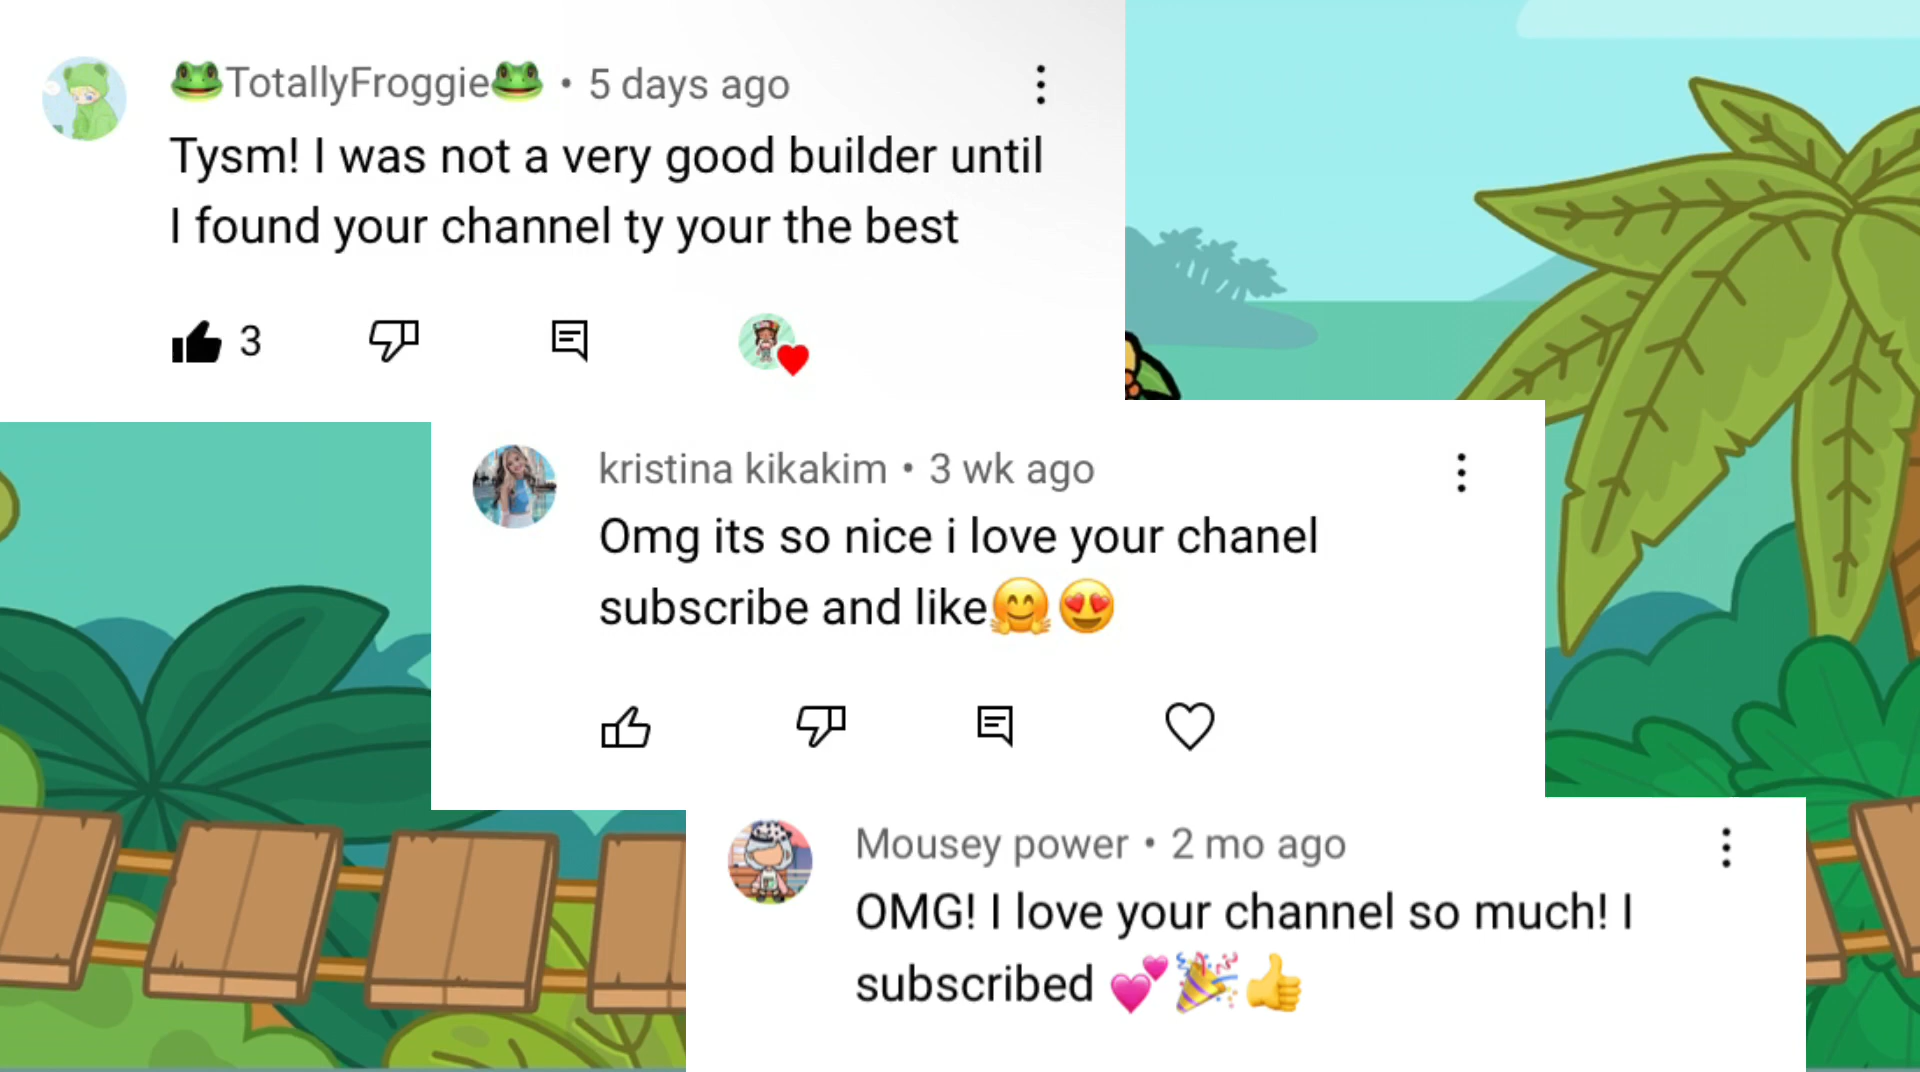 🐸TotallyFroggie🐸 • 5 days ago
Tysm! I was not a very good builder until
I found your channel ty your the best
3
kristina kikakim • 3 wk ago
Omg its so nice i love your chanel
subscribe and like🤗😍
Mousey power • 2 mo ago
OMG! I love your channel so much! I
subscribed 💕🎉👍